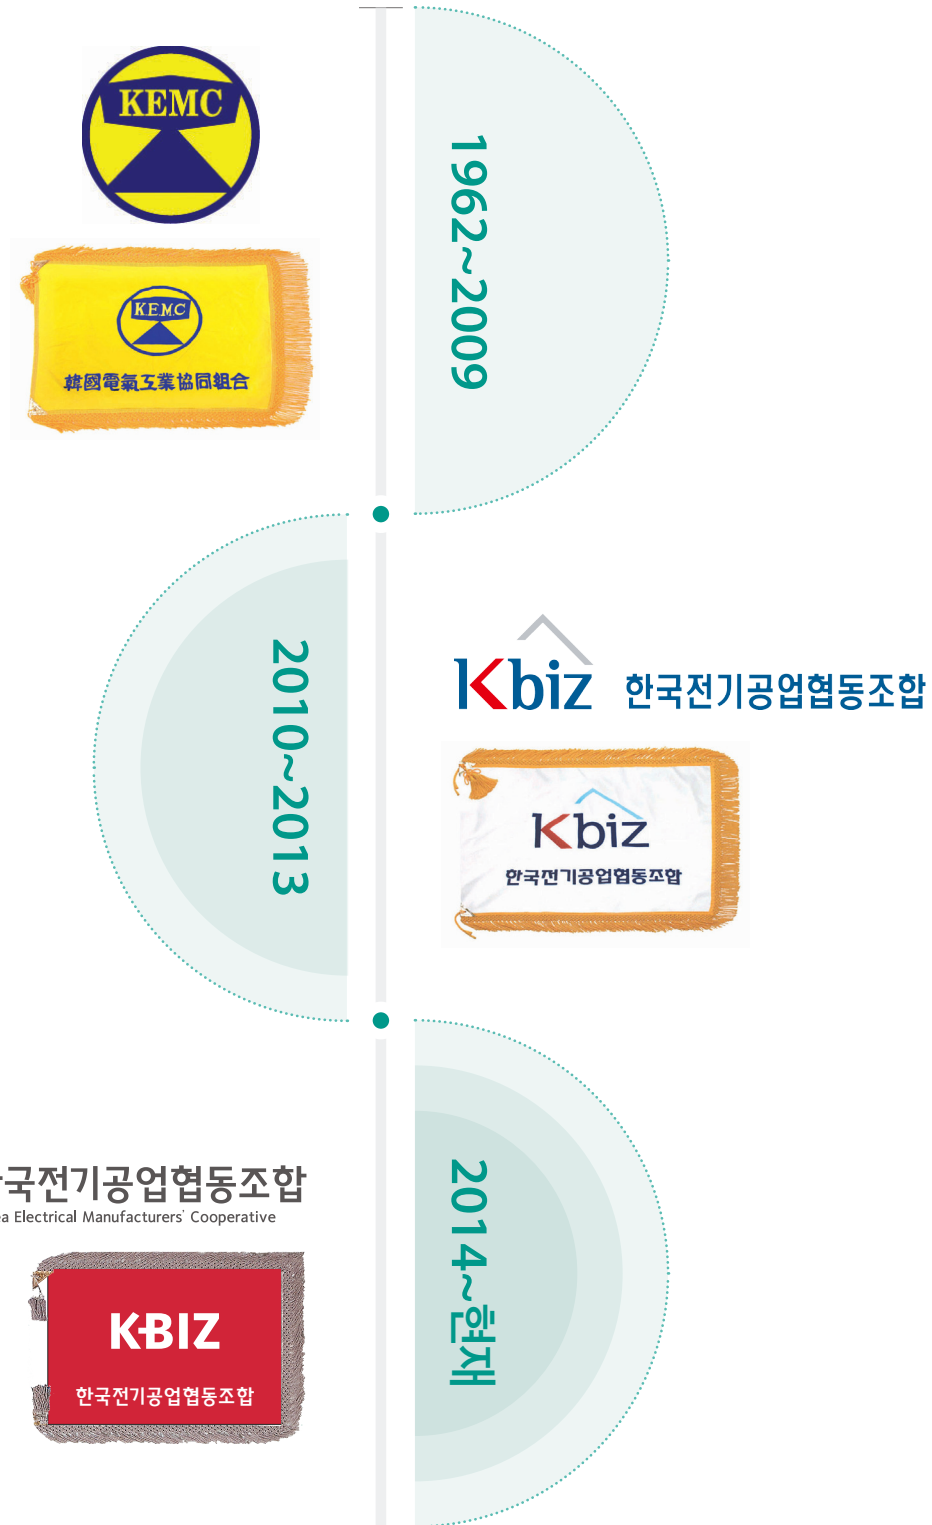 KEMC
KEMC
韓國電氣工業協同組合
1962~2009
2010~2013
Kbiz 한국전기공업협동조합
Kbiz
한국전기공업협동조합
국전기공업협동조합
Electrical Manufacturers' Cooperative
2014~현재
KBIZ
한국전기공업협동조합